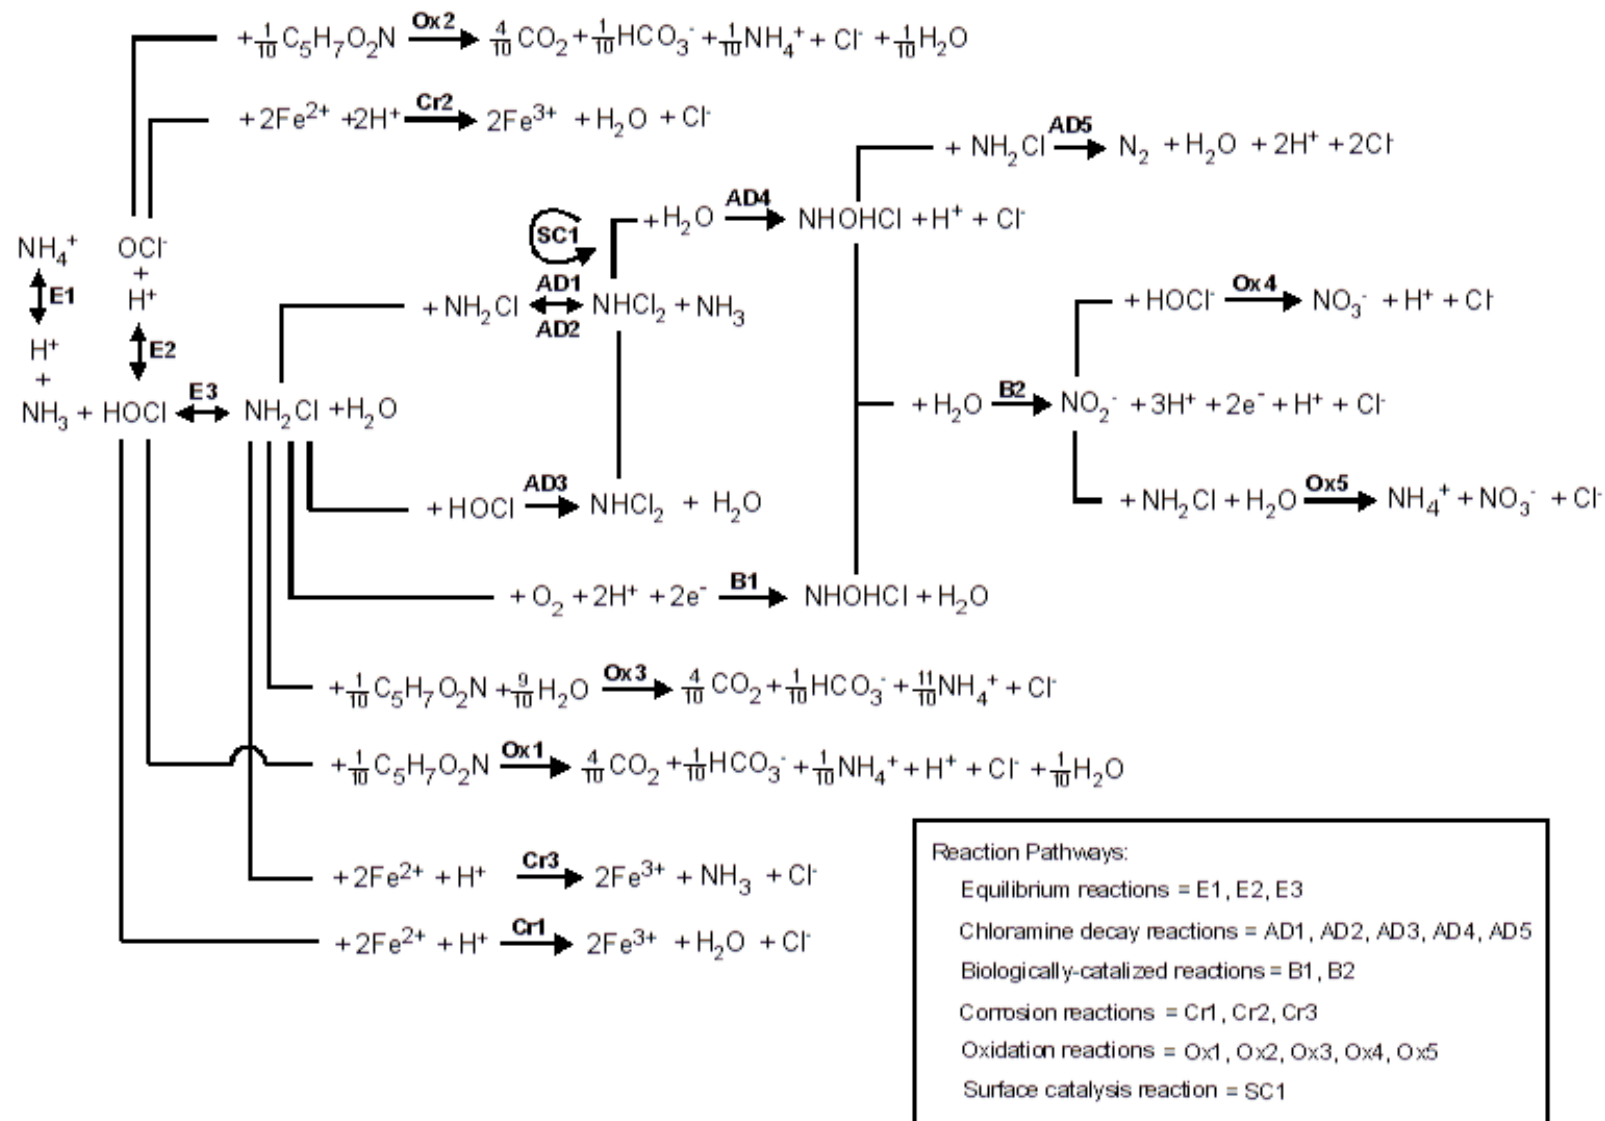 + 1/10 C₅H₇O₂N Ox2 4/10 CO₂ + 1/10 HCO₃⁻ + 1/10 NH₄⁺ + Cl⁻ + 1/10 H₂O
+ 2Fe²⁺ +2H⁺ Cr2 2Fe³⁺ + H₂O + Cl⁻
+ NH₂Cl AD5 N₂ + H₂O + 2H⁺ + 2Cl⁻
+ H₂O AD4 NHOHCl + H⁺ + Cl⁻
SC1
NH₄⁺ OCl⁻
+
E1 H⁺
+ NH₂Cl AD1 AD2 NHCl₂ + NH₃
+ HOCl⁻ Ox4 NO₃⁻ + H⁺ + Cl⁻
H⁺ E2
+
NH₃ + HOCl E3 NH₂Cl + H₂O
+ H₂O B2 NO₂⁻ + 3H⁺ + 2e⁻ + H⁺ + Cl⁻
+ HOCl AD3 NHCl₂ + H₂O
+ NH₂Cl + H₂O Ox5 NH₄⁺ + NO₃⁻ + Cl⁻
+ O₂ + 2H⁺ + 2e⁻ B1 NHOHCl + H₂O
+ 1/10 C₅H₇O₂N + 9/10 H₂O Ox3 4/10 CO₂ + 1/10 HCO₃⁻ + 11/10 NH₄⁺ + Cl⁻
+ 1/10 C₅H₇O₂N Ox1 4/10 CO₂ + 1/10 HCO₃⁻ + 1/10 NH₄⁺ + H⁺ + Cl⁻ + 1/10 H₂O
+ 2Fe²⁺ + H⁺ Cr3 2Fe³⁺ + NH₃ + Cl⁻
+ 2Fe²⁺ + H⁺ Cr1 2Fe³⁺ + H₂O + Cl⁻
Reaction Pathways:
Equilibrium reactions = E1, E2, E3
Chloramine decay reactions = AD1, AD2, AD3, AD4, AD5
Biologically-catalized reactions = B1, B2
Corrosion reactions = Cr1, Cr2, Cr3
Oxidation reactions = Ox1, Ox2, Ox3, Ox4, Ox5
Surface catalysis reaction = SC1